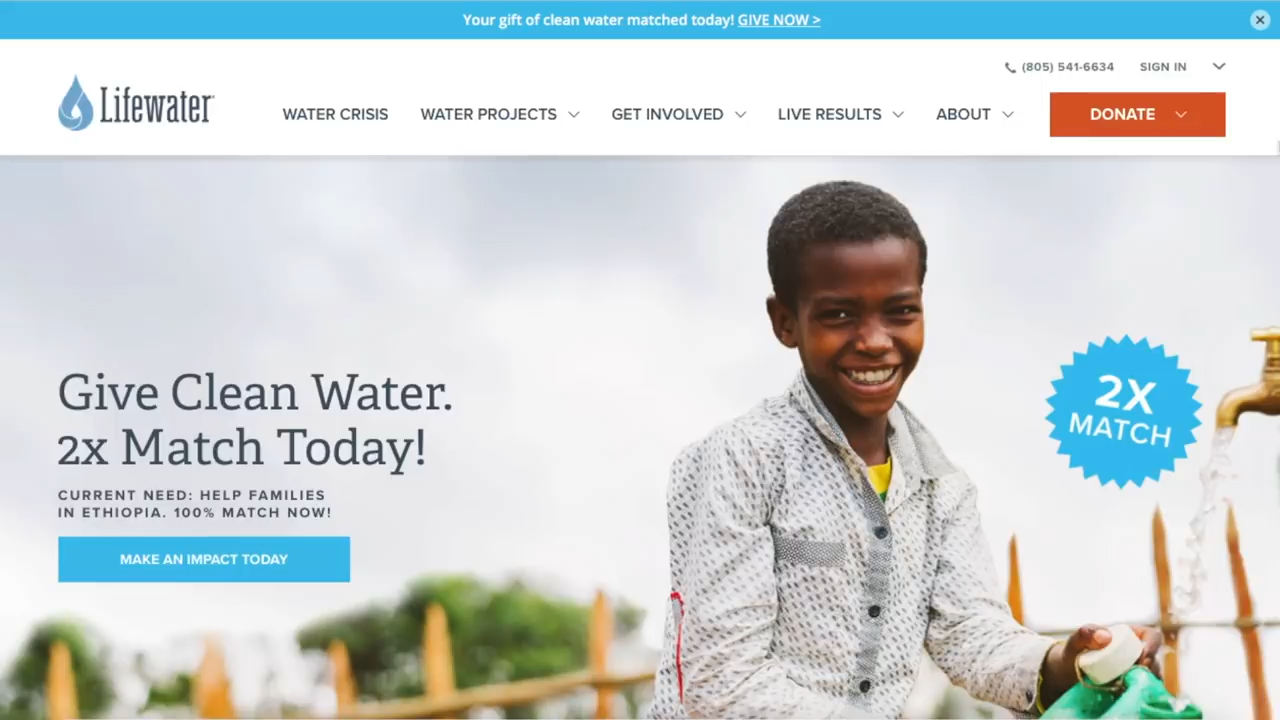 Your gift of clean water matched today! GIVE NOW >
(805) 541-6634 SIGN IN
Lifewater
WATER CRISIS WATER PROJECTS GET INVOLVED LIVE RESULTS ABOUT DONATE
Give Clean Water.
2x Match Today!
2X
MATCH
CURRENT NEED: HELP FAMILIES
IN ETHIOPIA. 100% MATCH NOW!
MAKE AN IMPACT TODAY